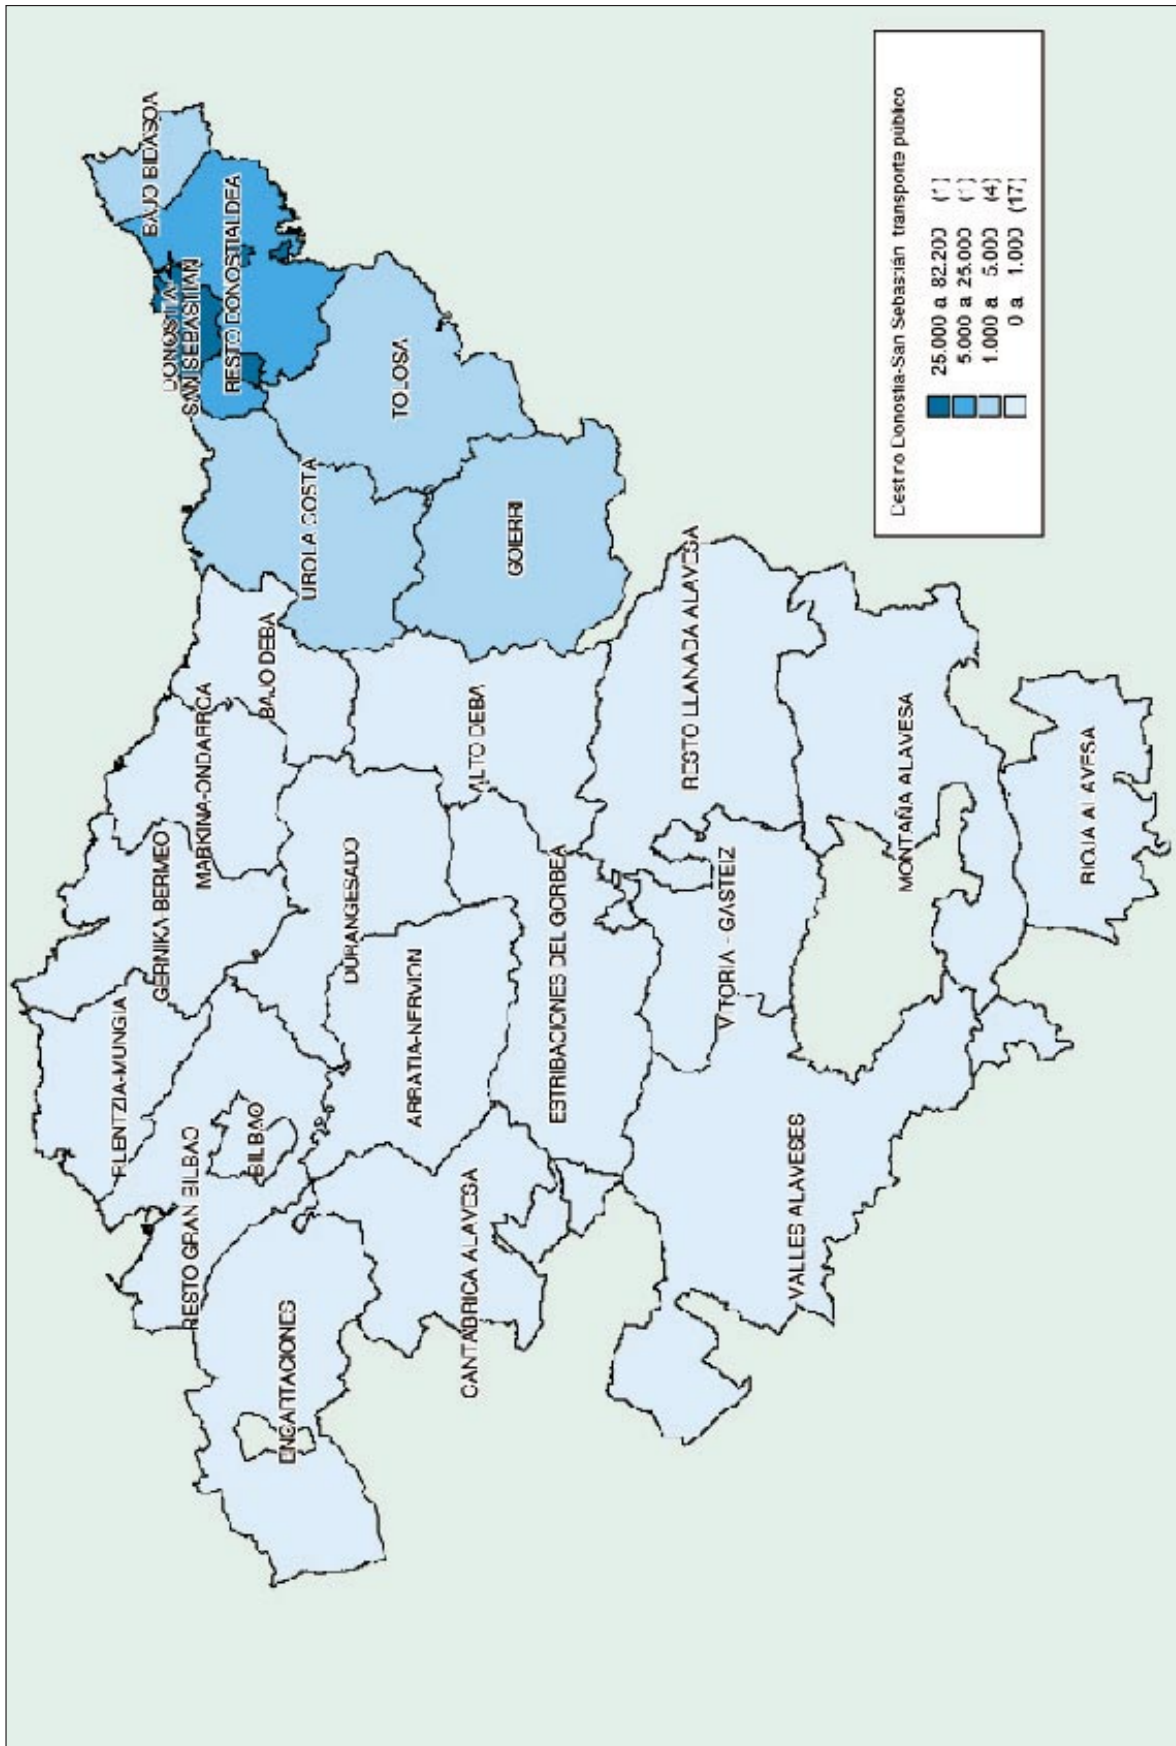 PLENTZIA-MUNGIA
GERNIKA-BERMEO
MARKINA-ONDARROA
BAJO DEBA
UROLA COSTA
DONOSTIA-
SAN SEBASTIAN
RESTO DONOSTIALDEA
BAJO BIDASOA
RESTO GRAN BILBAO
BILBAO
ENCARTACIONES
DURANGESADO
ARRATIA-NERVION
ALTO DEBA
GOIERRI
TOLOSA
CANTABRICA ALAVESA
ESTRIBACIONES DEL GORBEA
RESTO LLANADA ALAVESA
VITORIA - GASTEIZ
VALLES ALAVESES
MONTAÑA ALAVESA
RIOJA ALAVESA
Destino Donostia-San Sebastián transporte público
25.000 a 82.200 (1)
5.000 a 25.000 (1)
1.000 a 5.000 (4)
0 a 1.000 (17)